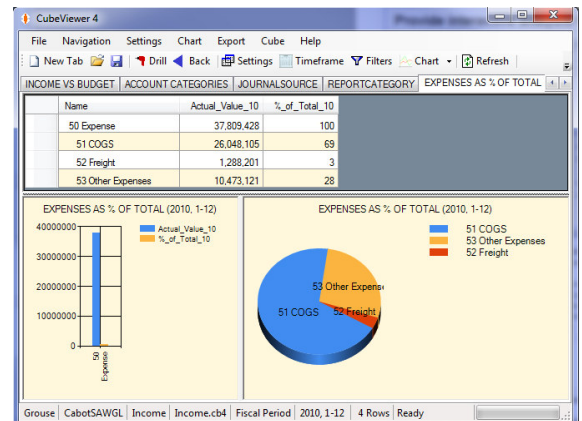 CubeViewer 4
File Navigation Settings Chart Export Cube Help
New Tab Drill Back Settings Timeframe Filters Chart Refresh
INCOME VS BUDGET ACCOUNT CATEGORIES JOURNALSOURCE REPORTCATEGORY EXPENSES AS % OF TOTAL
Name Actual_Value_10 %_of_Total_10
50 Expense 37,809,428 100
51 COGS 26,048,105 69
52 Freight 1,288,201 3
53 Other Expenses 10,473,121 28
EXPENSES AS % OF TOTAL (2010, 1-12)
40000000
30000000
20000000
10000000
0
50 Expense
Actual_Value_10
%_of_Total_10
EXPENSES AS % OF TOTAL (2010, 1-12)
51 COGS
53 Other Expenses
52 Freight
53 Other Expens
51 COGS 52 Freight
Grouse CabotSAWGL Income Income.cb4 Fiscal Period 2010, 1-12 4 Rows Ready